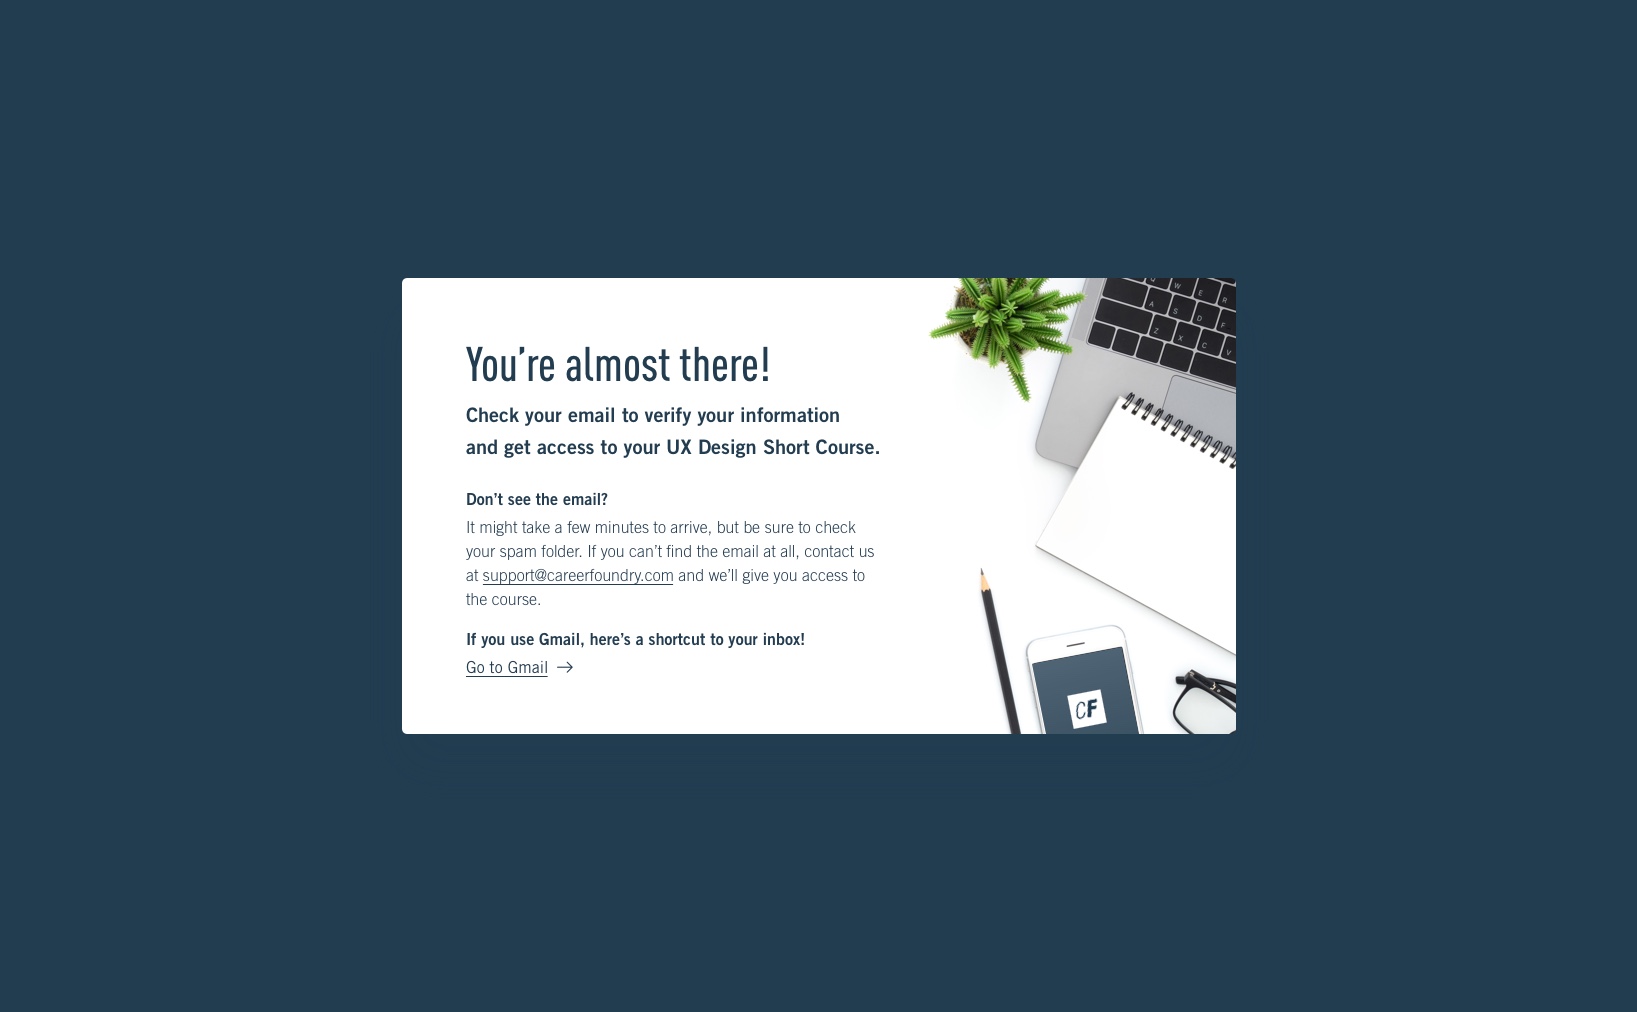 You’re almost there!
Check your email to verify your information
and get access to your UX Design Short Course.
Don’t see the email?
It might take a few minutes to arrive, but be sure to check
your spam folder. If you can’t find the email at all, contact us
at support@careerfoundry.com and we’ll give you access to
the course.
If you use Gmail, here’s a shortcut to your inbox!
Go to Gmail →
W E R
A S D F
Z X C V
CF